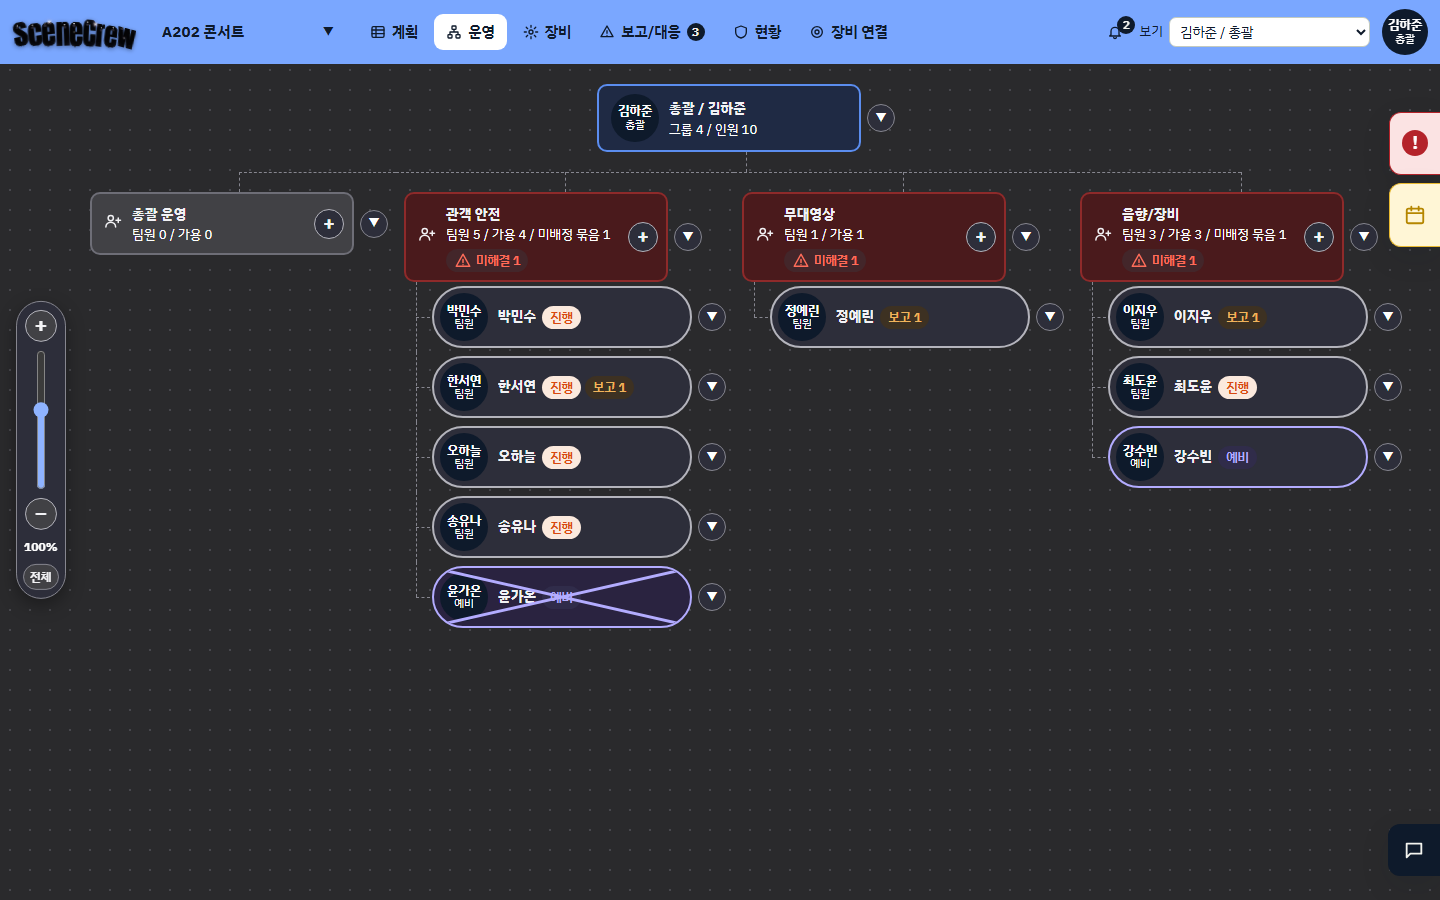 SceneCrew
A202 콘서트 ▼
계획
운영
장비
보고/대응 3
현황
장비 연결
2
보기
김하준 / 총괄
김하준
총괄
김하준
총괄
총괄 / 김하준
그룹 4 / 인원 10
▼
!
총괄 운영
팀원 0 / 가용 0
+
▼
관객 안전
팀원 5 / 가용 4 / 미배정 묶음 1
미해결 1
+
▼
무대영상
팀원 1 / 가용 1
미해결 1
+
▼
음향/장비
팀원 3 / 가용 3 / 미배정 묶음 1
미해결 1
+
▼
박민수
팀원
박민수 진행
▼
한서연
팀원
한서연 진행 보고 1
▼
오하늘
팀원
오하늘 진행
▼
송유나
팀원
송유나 진행
▼
윤가온
예비
윤가온 예비
▼
정예린
팀원
정예린 보고 1
▼
이지우
팀원
이지우 보고 1
▼
최도윤
팀원
최도윤 진행
▼
강수빈
예비
강수빈 예비
▼
+
−
100%
전체